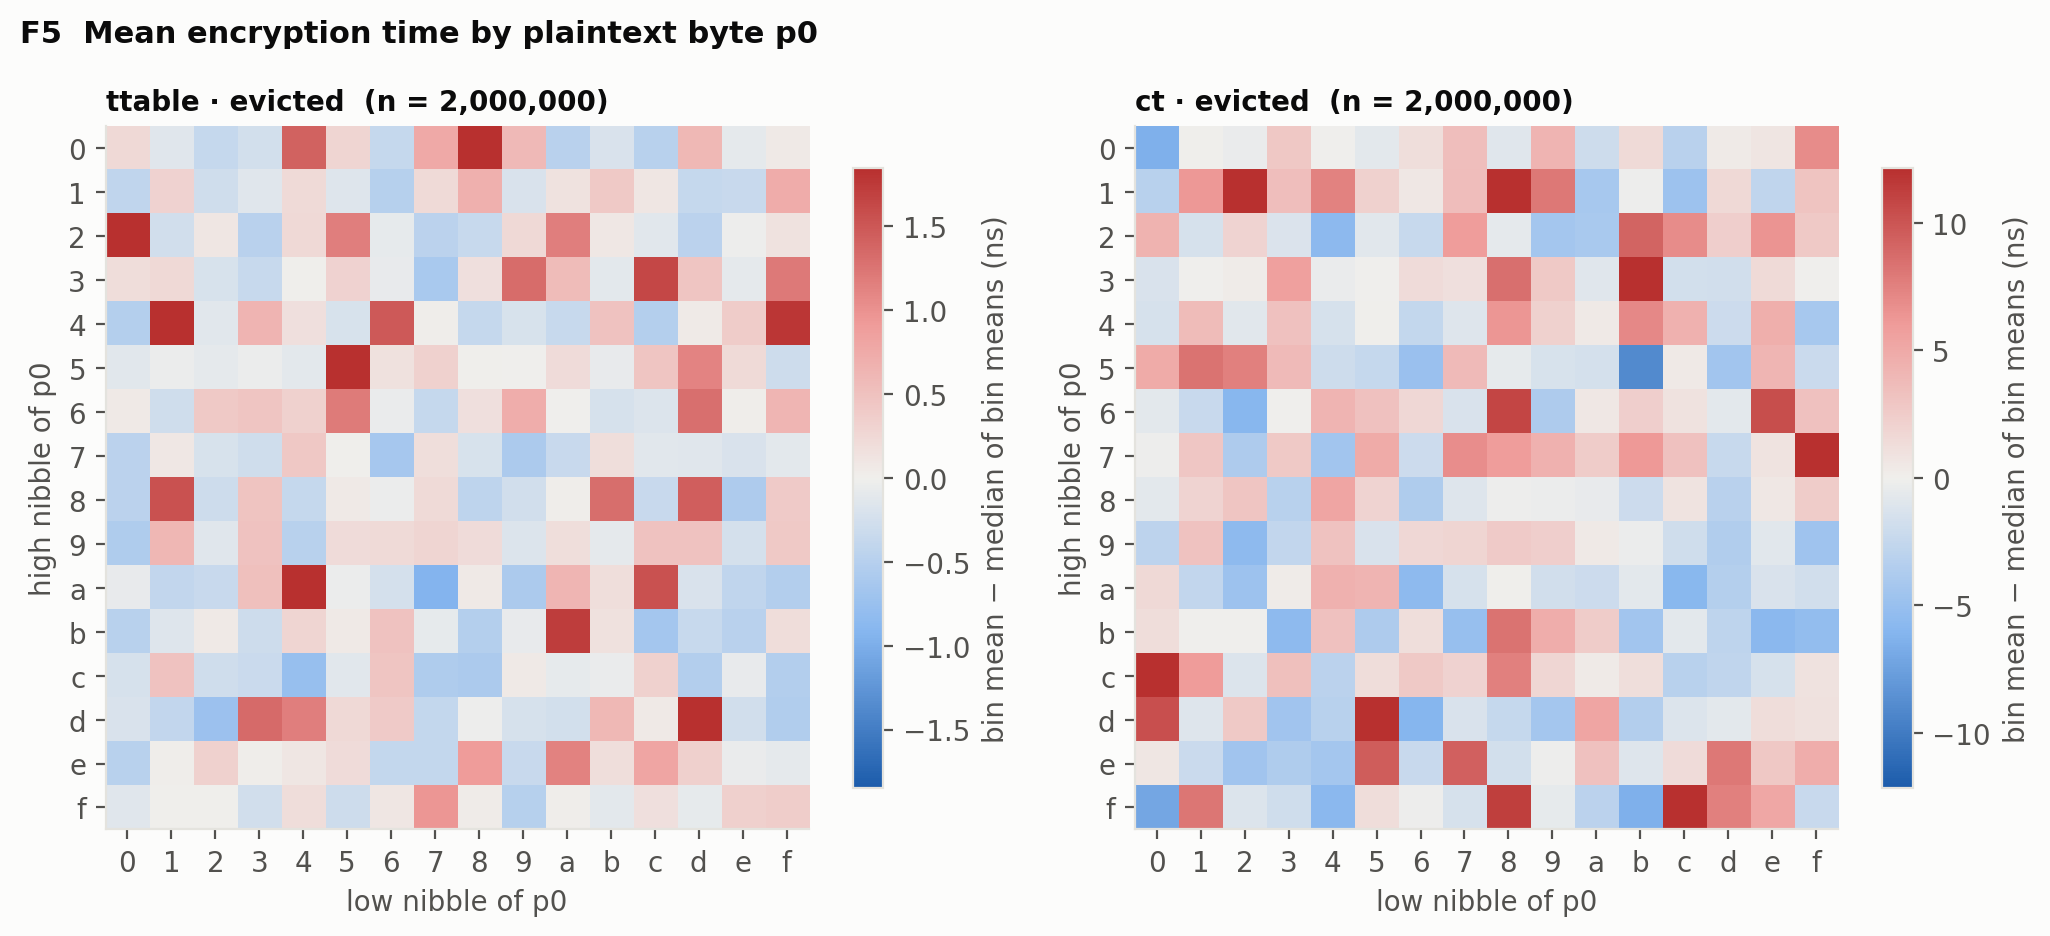 F5  Mean encryption time by plaintext byte p0
ttable · evicted  (n = 2,000,000)
high nibble of p0
0
1
2
3
4
5
6
7
8
9
a
b
c
d
e
f
0 1 2 3 4 5 6 7 8 9 a b c d e f
low nibble of p0
1.5
1.0
0.5
0.0
−0.5
−1.0
−1.5
bin mean − median of bin means (ns)
ct · evicted  (n = 2,000,000)
high nibble of p0
0
1
2
3
4
5
6
7
8
9
a
b
c
d
e
f
0 1 2 3 4 5 6 7 8 9 a b c d e f
low nibble of p0
10
5
0
−5
−10
bin mean − median of bin means (ns)